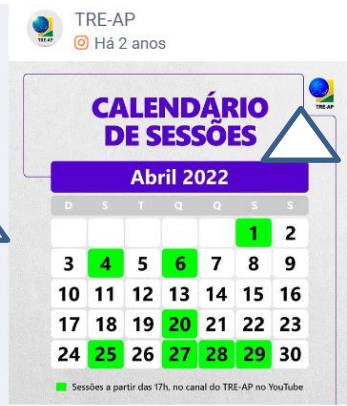 TRE-AP
Há 2 anos
TRE-AP
CALENDÁRIO
DE SESSÕES
Abril 2022
D S T Q Q S S
1 2
3 4 5 6 7 8 9
10 11 12 13 14 15 16
17 18 19 20 21 22 23
24 25 26 27 28 29 30
Sessões a partir das 17h, no canal do TRE-AP no YouTube